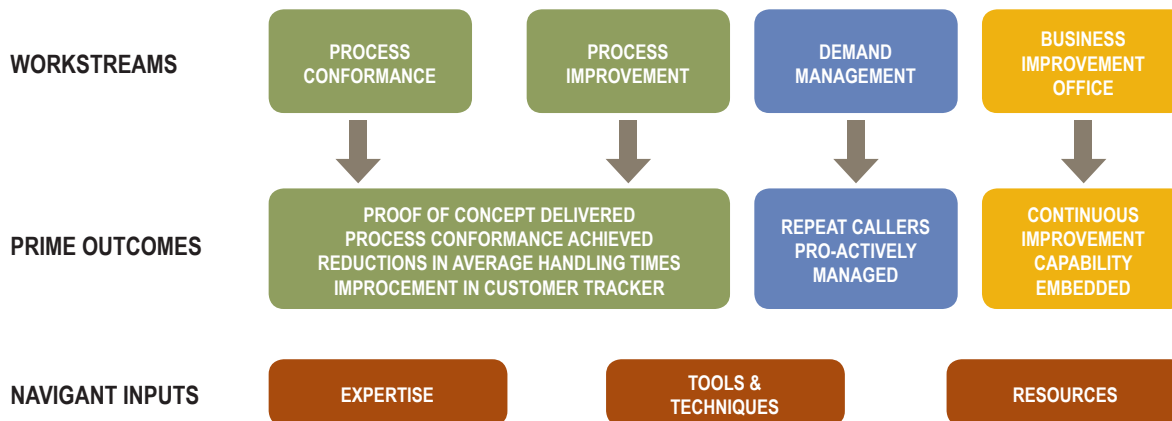 WORKSTREAMS
PROCESS
CONFORMANCE
PROCESS
IMPROVEMENT
DEMAND
MANAGEMENT
BUSINESS
IMPROVEMENT
OFFICE
PRIME OUTCOMES
PROOF OF CONCEPT DELIVERED
PROCESS CONFORMANCE ACHIEVED
REDUCTIONS IN AVERAGE HANDLING TIMES
IMPROCEMENT IN CUSTOMER TRACKER
REPEAT CALLERS
PRO-ACTIVELY
MANAGED
CONTINUOUS
IMPROVEMENT
CAPABILITY
EMBEDDED
NAVIGANT INPUTS
EXPERTISE
TOOLS &
TECHNIQUES
RESOURCES